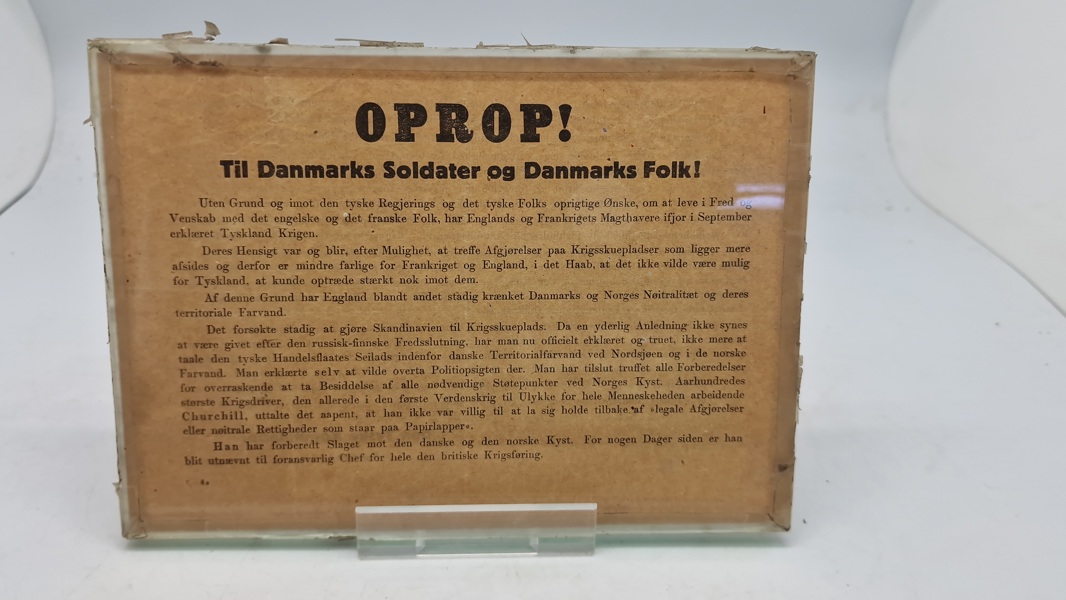 OPROP!
Til Danmarks Soldater og Danmarks Folk!
Uten Grund og imot den tyske Regjerings og det tyske Folks oprigtige Ønske, om at leve i Fred og
Venskab med det engelske og det franske Folk, har Englands og Frankrigets Magthavere ifjor i September
erklæret Tyskland Krigen.
Deres Hensigt var og blir, efter Mulighet, at treffe Afgjørelser paa Krigsskuepladser som ligger mere
afsides og derfor er mindre farlige for Frankriget og England, i det Haab, at det ikke vilde være mulig
for Tyskland, at kunde optræde stærkt nok imot dem.
Af denne Grund har England blandt andet stadig krænket Danmarks og Norges Nøitralitæt og deres
territoriale Farvand.
Det forsøkte stadig at gjøre Skandinavien til Krigsskueplads. Da en yderlig Anledning ikke synes
at være givet efter den russisk-finnske Fredsslutning, har man nu officielt erklæret og truet, ikke mere at
taale den tyske Handelsflaates Seilads indenfor danske Territorialfarvand ved Nordsjøen og i de norske
Farvand. Man erklærte selv at vilde overta Politiopsigten der. Man har tilslut truffet alle Forberedelser
for overraskende at ta Besiddelse af alle nødvendige Støtepunkter ved Norges Kyst. Aarhundredes
største Krigsdriver, den allerede i den første Verdenskrig til Ulykke for hele Menneskeheden arbeidende
Churchill, uttalte det aapent, at han ikke var villig til at la sig holde tilbake af »legale Afgjørelser
eller nøitrale Rettigheder som staar paa Papirlapper«.
Han har forberedt Slaget mot den danske og den norske Kyst. For nogen Dager siden er han
blit utnævnt til foransvarlig Chef for hele den britiske Krigsføring.